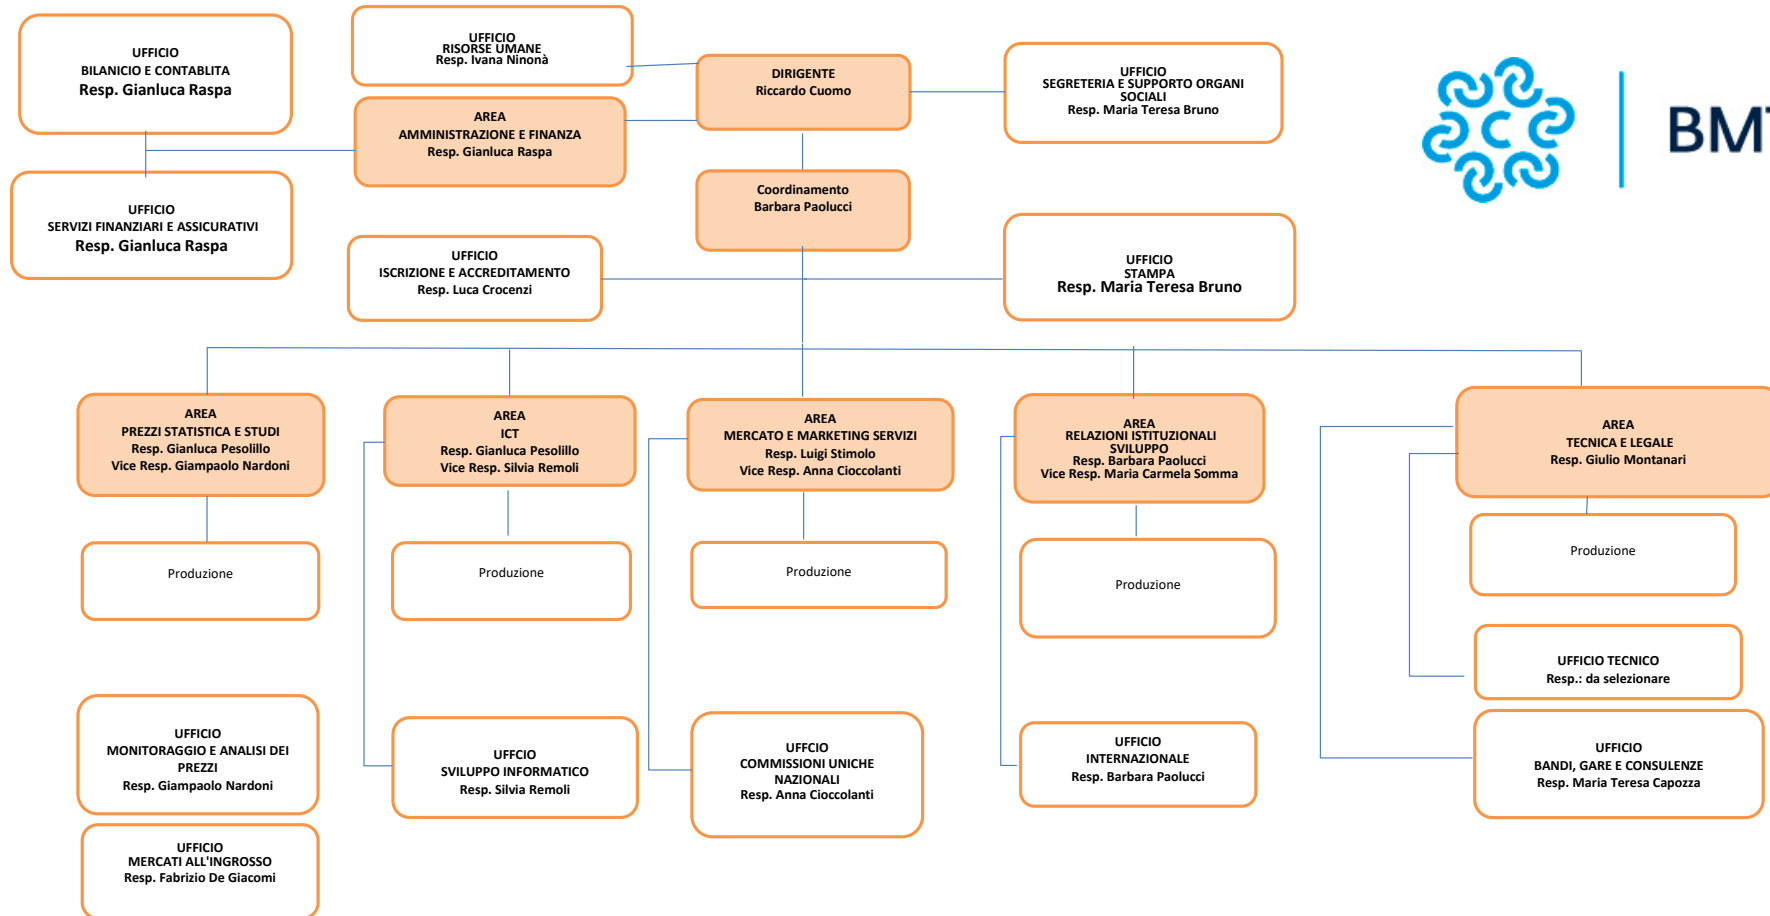 UFFICIO
BILANICIO E CONTABLITA
Resp. Gianluca Raspa
UFFICIO
RISORSE UMANE
Resp. Ivana Ninonà
DIRIGENTE
Riccardo Cuomo
UFFICIO
SEGRETERIA E SUPPORTO ORGANI
SOCIALI
Resp. Maria Teresa Bruno
BMT
AREA
AMMINISTRAZIONE E FINANZA
Resp. Gianluca Raspa
UFFICIO
SERVIZI FINANZIARI E ASSICURATIVI
Resp. Gianluca Raspa
Coordinamento
Barbara Paolucci
UFFICIO
ISCRIZIONE E ACCREDITAMENTO
Resp. Luca Crocenzi
UFFICIO
STAMPA
Resp. Maria Teresa Bruno
AREA
PREZZI STATISTICA E STUDI
Resp. Gianluca Pesolillo
Vice Resp. Giampaolo Nardoni
AREA
ICT
Resp. Gianluca Pesolillo
Vice Resp. Silvia Remoli
AREA
MERCATO E MARKETING SERVIZI
Resp. Luigi Stimolo
Vice Resp. Anna Cioccolanti
AREA
RELAZIONI ISTITUZIONALI
SVILUPPO
Resp. Barbara Paolucci
Vice Resp. Maria Carmela Somma
AREA
TECNICA E LEGALE
Resp. Giulio Montanari
Produzione
Produzione
Produzione
Produzione
Produzione
UFFICIO TECNICO
Resp.: da selezionare
UFFICIO
MONITORAGGIO E ANALISI DEI
PREZZI
Resp. Giampaolo Nardoni
UFFCIO
SVILUPPO INFORMATICO
Resp. Silvia Remoli
UFFCIO
COMMISSIONI UNICHE
NAZIONALI
Resp. Anna Cioccolanti
UFFICIO
INTERNAZIONALE
Resp. Barbara Paolucci
UFFICIO
BANDI, GARE E CONSULENZE
Resp. Maria Teresa Capozza
UFFICIO
MERCATI ALL'INGROSSO
Resp. Fabrizio De Giacomi